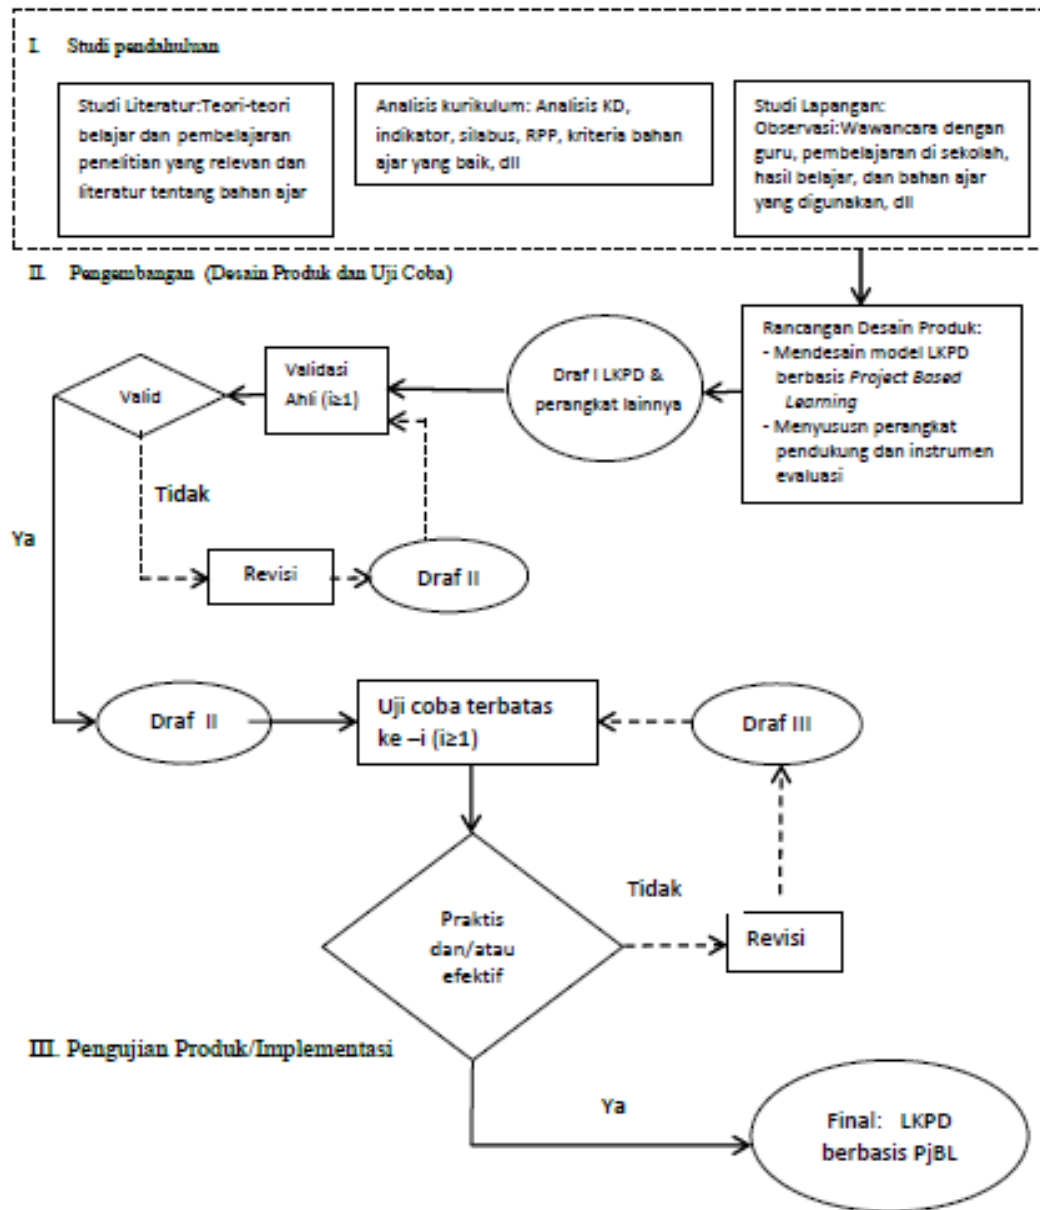 I. Studi pendahuluan
Studi Literatur:Teori-teori
belajar dan pembelajaran
penelitian yang relevan dan
literatur tentang bahan ajar
Analisis kurikulum: Analisis KD,
indikator, silabus, RPP, kriteria bahan
ajar yang baik, dll
Studi Lapangan:
Observasi:Wawancara dengan
guru, pembelajaran di sekolah,
hasil belajar, dan bahan ajar
yang digunakan, dll
II. Pengembangan (Desain Produk dan Uji Coba)
Rancangan Desain Produk:
- Mendesain model LKPD
berbasis Project Based
Learning
- Menyususn perangkat
pendukung dan instrumen
evaluasi
Draf I LKPD &
perangkat lainnya
Validasi
Ahli (i≥1)
Valid
Tidak
Ya
Revisi
Draf II
Draf II
Uji coba terbatas
ke –i (i≥1)
Draf III
Tidak
Praktis
dan/atau
efektif
Revisi
III. Pengujian Produk/Implementasi
Ya
Final: LKPD
berbasis PjBL